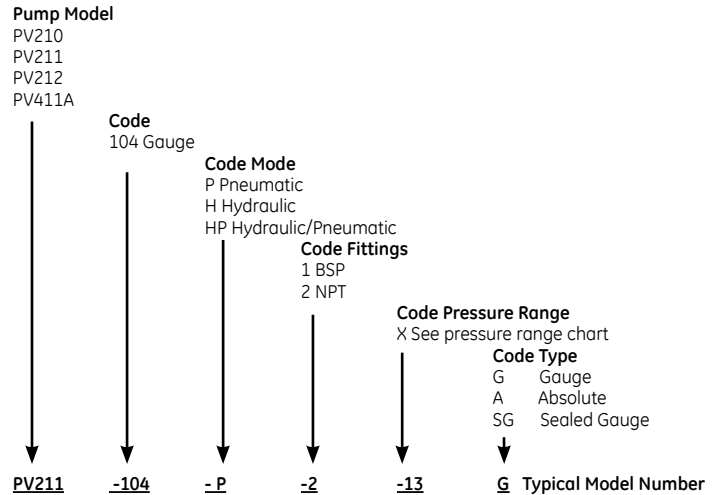 Pump Model
PV210
PV211
PV212
PV411A
Code
104 Gauge
Code Mode
P Pneumatic
H Hydraulic
HP Hydraulic/Pneumatic
Code Fittings
1 BSP
2 NPT
Code Pressure Range
X See pressure range chart
Code Type
G Gauge
A Absolute
SG Sealed Gauge
PV211 -104 - P -2 -13 G Typical Model Number